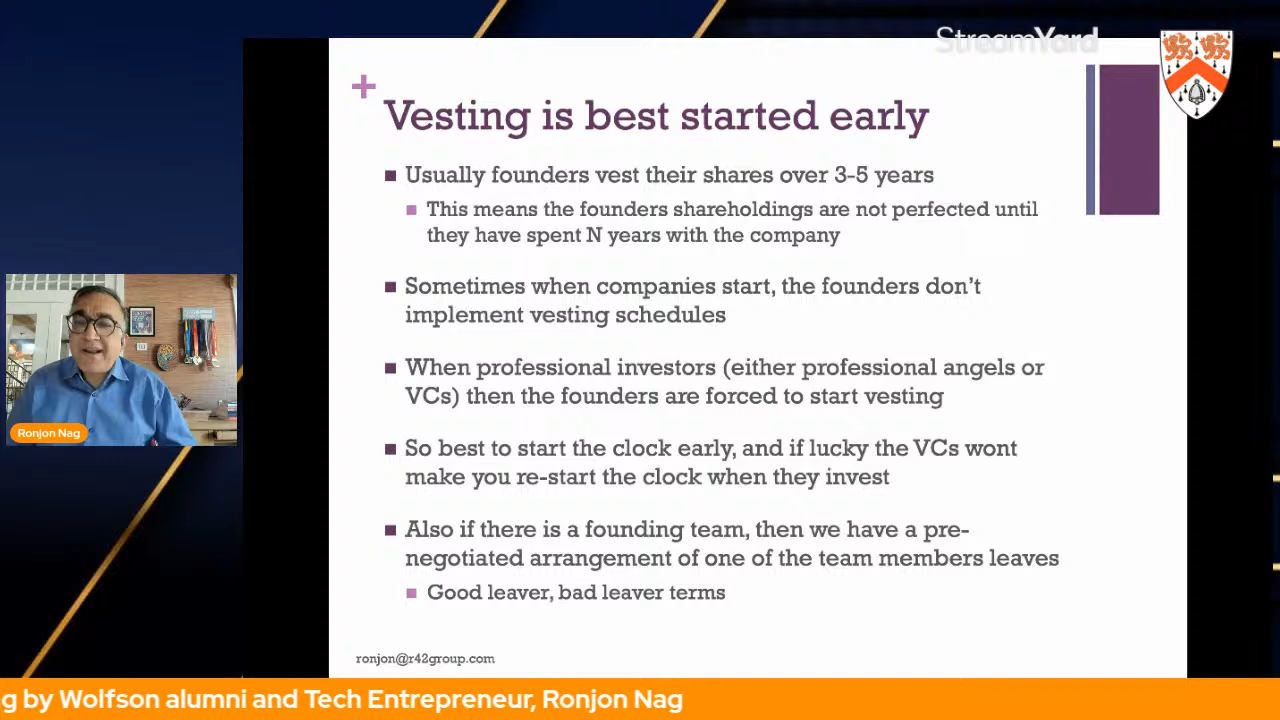 StreamYard
+
Vesting is best started early
Usually founders vest their shares over 3-5 years
This means the founders shareholdings are not perfected until
they have spent N years with the company
Sometimes when companies start, the founders don't
implement vesting schedules
When professional investors (either professional angels or
VCs) then the founders are forced to start vesting
So best to start the clock early, and if lucky the VCs wont
make you re-start the clock when they invest
Also if there is a founding team, then we have a pre-
negotiated arrangement of one of the team members leaves
Good leaver, bad leaver terms
ronjon@r42group.com
Ronjon Nag
g by Wolfson alumni and Tech Entrepreneur, Ronjon Nag